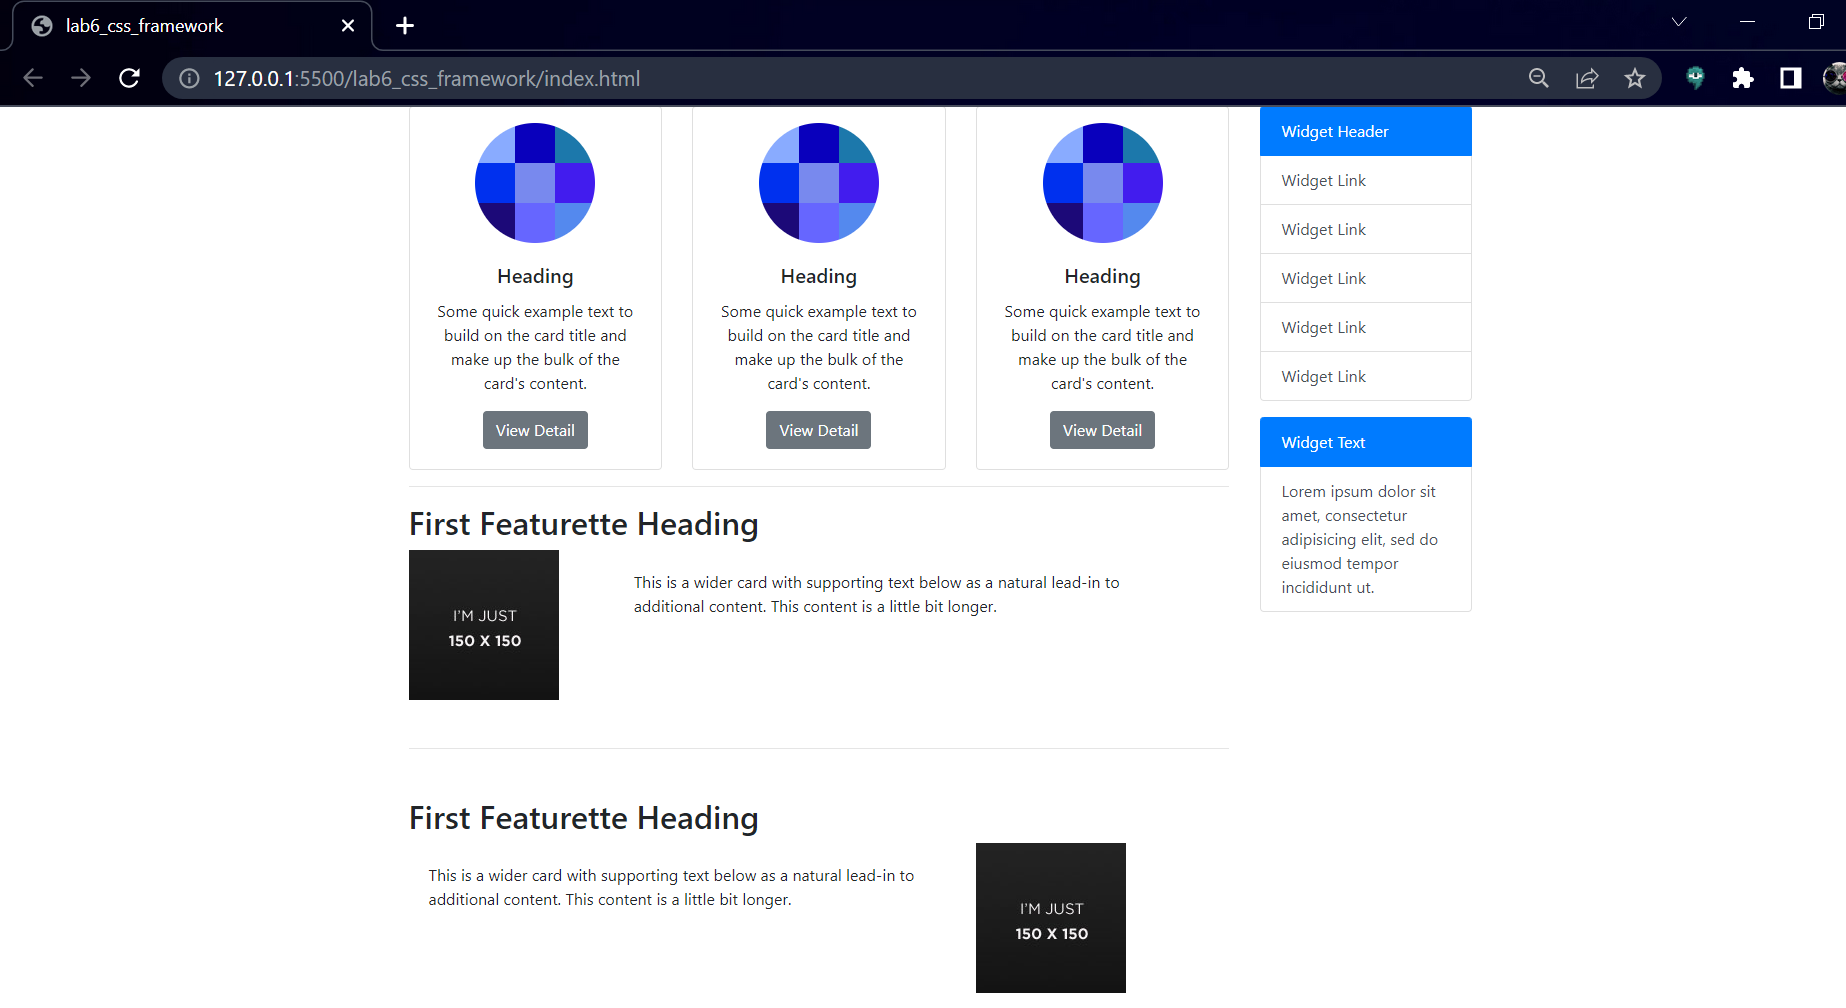 lab6_css_framework
127.0.0.1:5500/lab6_css_framework/index.html
Heading
Some quick example text to
build on the card title and
make up the bulk of the
card's content.
View Detail
Heading
Some quick example text to
build on the card title and
make up the bulk of the
card's content.
View Detail
Heading
Some quick example text to
build on the card title and
make up the bulk of the
card's content.
View Detail
First Featurette Heading
I'M JUST
150 X 150
This is a wider card with supporting text below as a natural lead-in to
additional content. This content is a little bit longer.
First Featurette Heading
This is a wider card with supporting text below as a natural lead-in to
additional content. This content is a little bit longer.
I'M JUST
150 X 150
Widget Header
Widget Link
Widget Link
Widget Link
Widget Link
Widget Link
Widget Text
Lorem ipsum dolor sit
amet, consectetur
adipisicing elit, sed do
eiusmod tempor
incididunt ut.